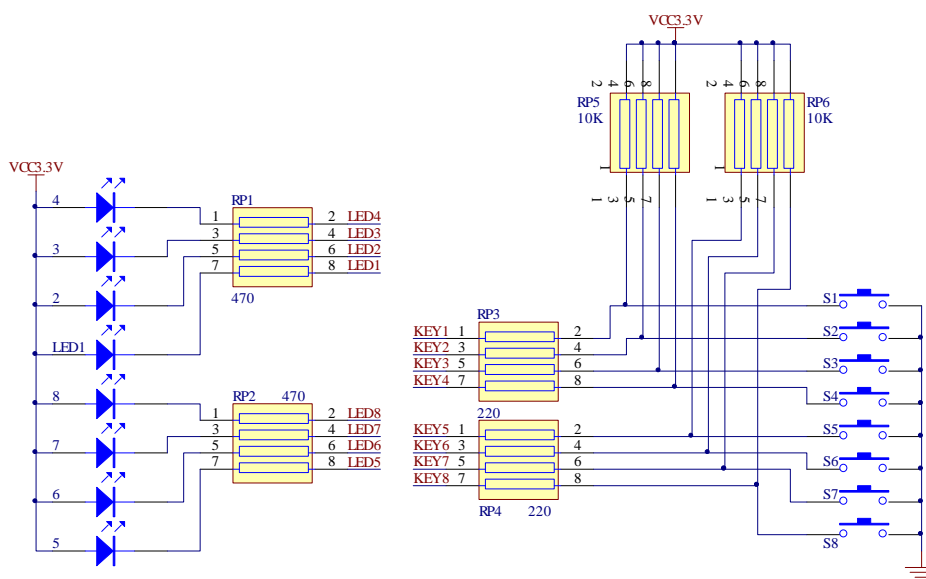 VCC3.3V
2 4 6 8
2 4 6 8
RP5
10K
RP6
10K
1
1
1 3 5 7
1 3 5 7
VCC3.3V
4
RP1
1 2 LED4
3 4 LED3
5 6 LED2
7 8 LED1
470
3
2
LED1
8
RP2 470
1 2 LED8
3 4 LED7
5 6 LED6
7 8 LED5
7
6
5
RP3
KEY1 1 2
KEY2 3 4
KEY3 5 6
KEY4 7 8
220
KEY5 1 2
KEY6 3 4
KEY7 5 6
KEY8 7 8
RP4 220
S1
S2
S3
S4
S5
S6
S7
S8